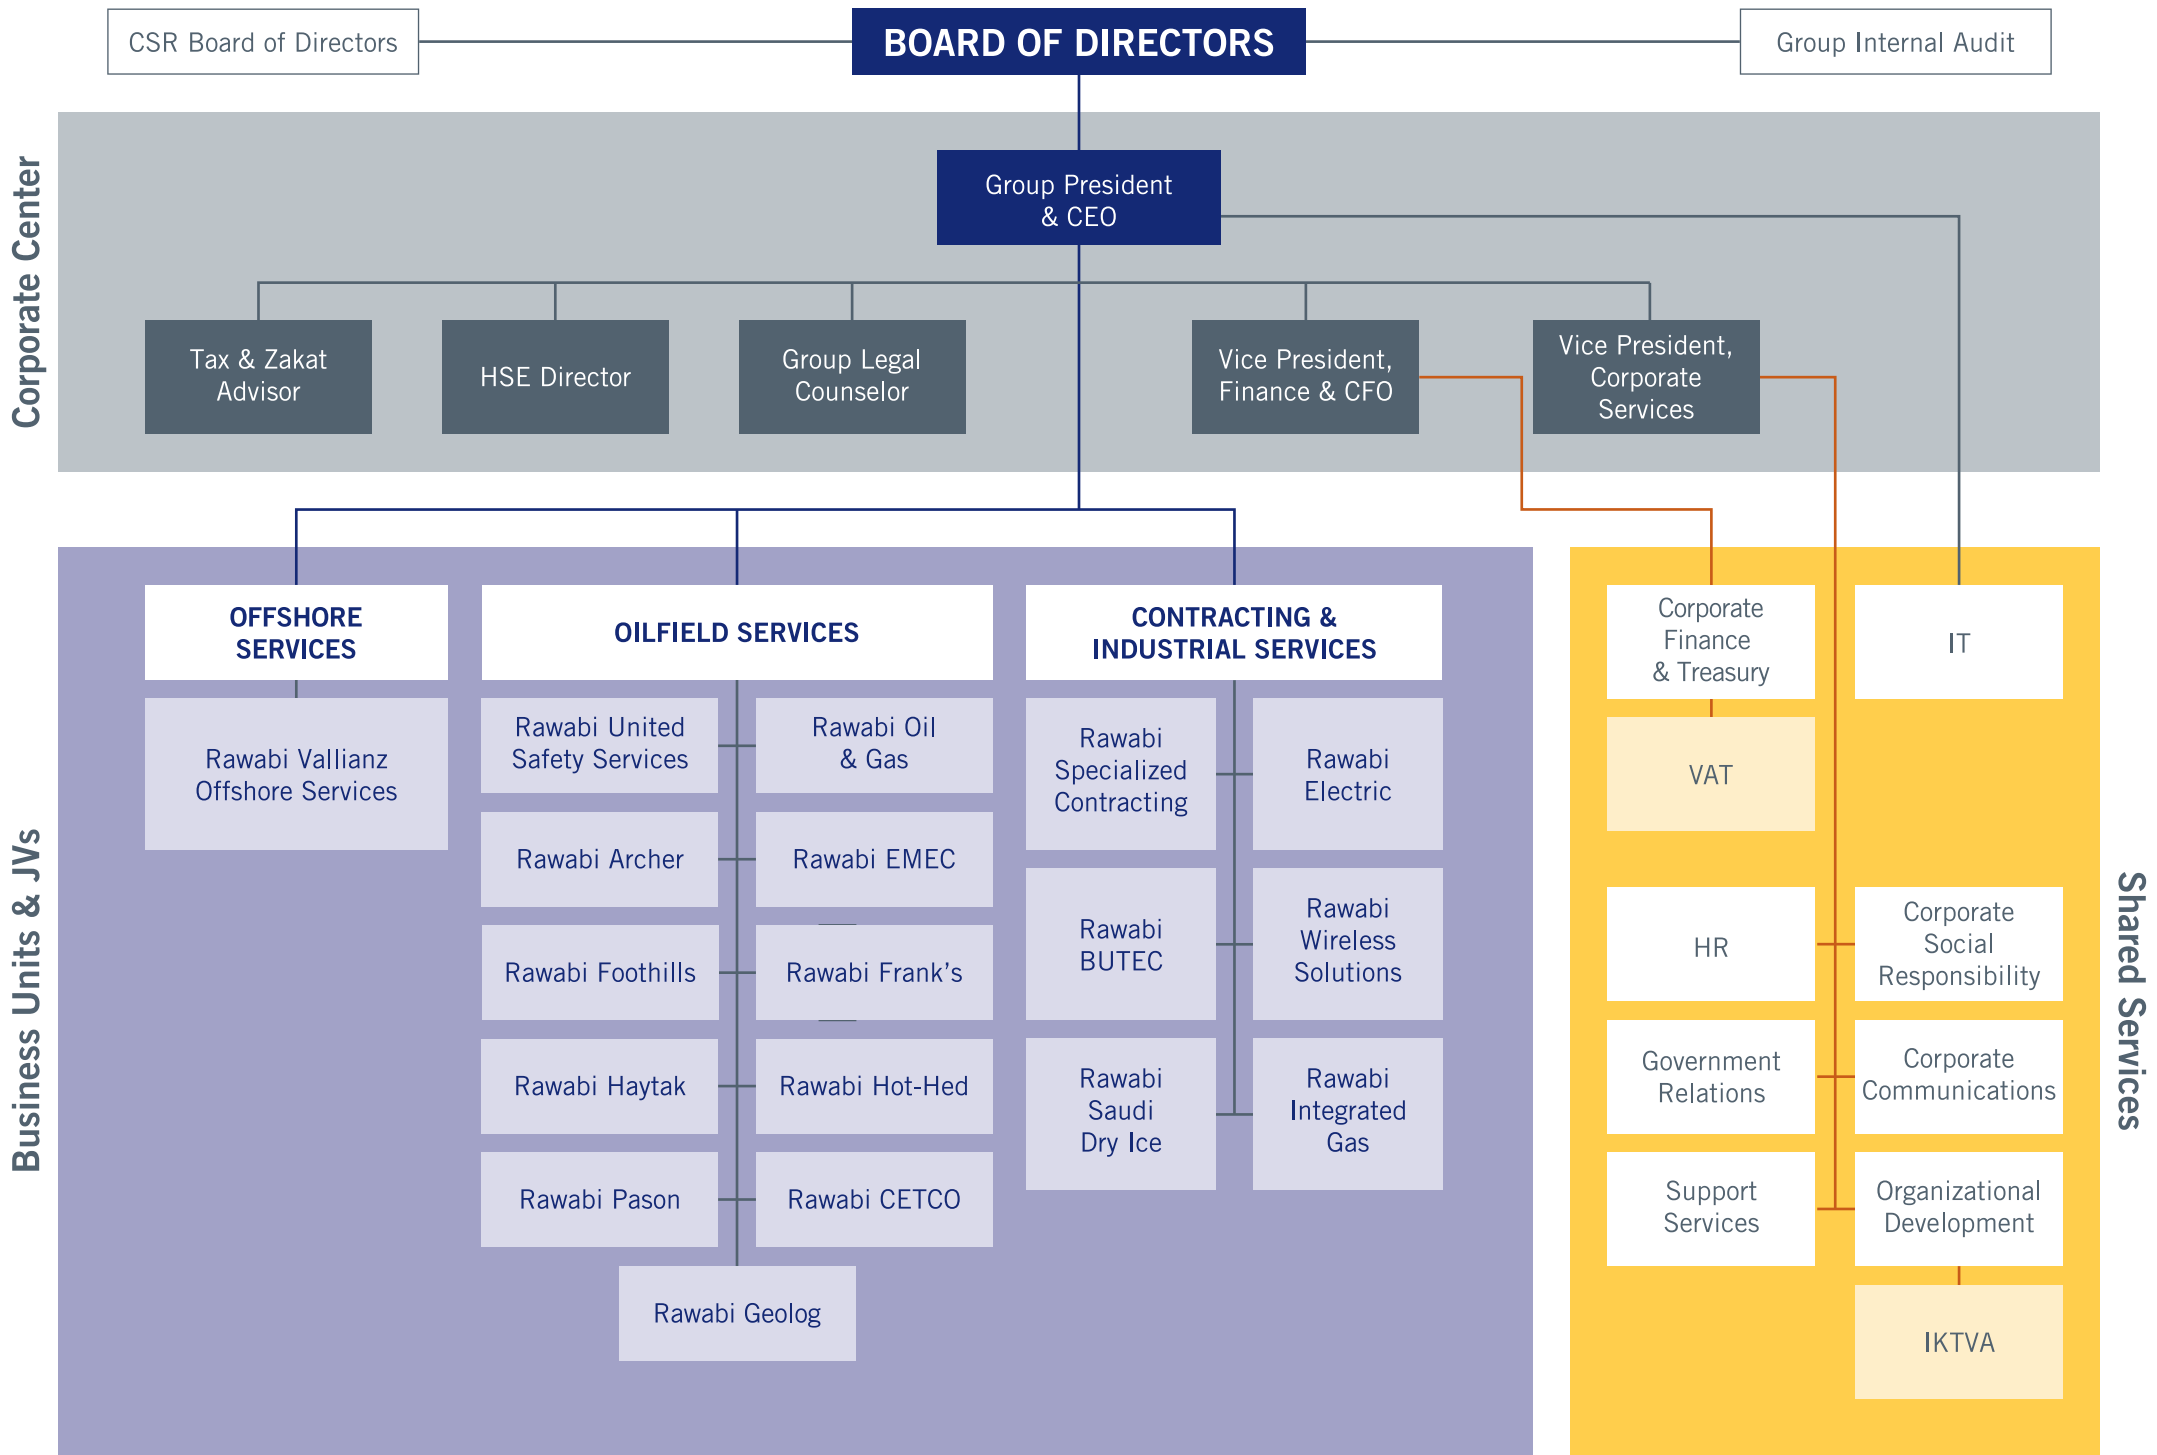 CSR Board of Directors
BOARD OF DIRECTORS
Group Internal Audit
Corporate Center
Group President
& CEO
Tax & Zakat
Advisor
HSE Director
Group Legal
Counselor
Vice President,
Finance & CFO
Vice President,
Corporate
Services
Business Units & JVs
OFFSHORE
SERVICES
Rawabi Vallianz
Offshore Services
OILFIELD SERVICES
Rawabi United
Safety Services
Rawabi Oil
& Gas
Rawabi Archer
Rawabi EMEC
Rawabi Foothills
Rawabi Frank's
Rawabi Haytak
Rawabi Hot-Hed
Rawabi Pason
Rawabi CETCO
Rawabi Geolog
CONTRACTING &
INDUSTRIAL SERVICES
Rawabi
Specialized
Contracting
Rawabi
Electric
Rawabi
BUTEC
Rawabi
Wireless
Solutions
Rawabi
Saudi
Dry Ice
Rawabi
Integrated
Gas
Shared Services
Corporate
Finance
& Treasury
IT
VAT
HR
Corporate
Social
Responsibility
Government
Relations
Corporate
Communications
Support
Services
Organizational
Development
IKTVA